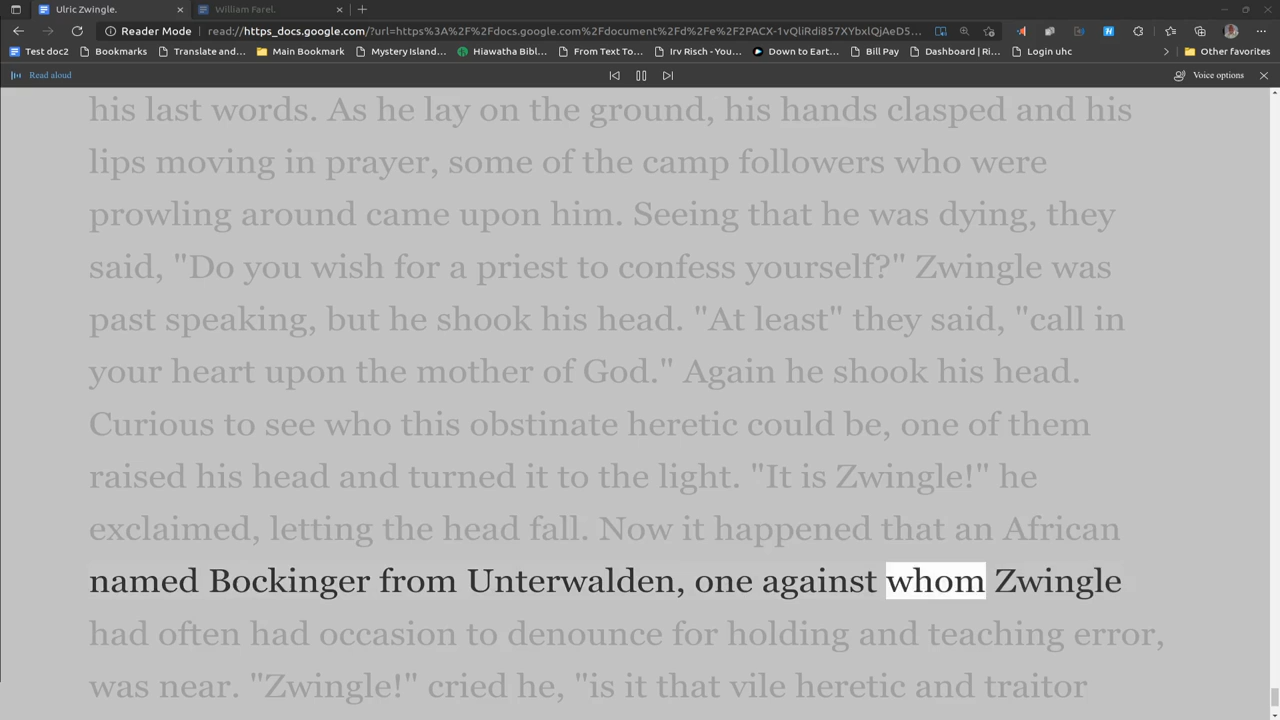 Ulric Zwingle.
William Farel.
Reader Mode
read://https_docs.google.com/?url=https%3A%2F%2Fdocs.google.com%2Fdocument%2Fd%2Fe%2F2PACX-1vQliRdi857XYbxlQjAeD5...
Test doc2
Bookmarks
Translate and...
Main Bookmark
Mystery Island...
Hiawatha Bibl...
From Text To...
Irv Risch - You...
Down to Eart...
Bill Pay
Dashboard | Ri...
Login uhc
Other favorites
Read aloud
Voice options
his last words. As he lay on the ground, his hands clasped and his
lips moving in prayer, some of the camp followers who were
prowling around came upon him. Seeing that he was dying, they
said, "Do you wish for a priest to confess yourself?" Zwingle was
past speaking, but he shook his head. "At least" they said, "call in
your heart upon the mother of God." Again he shook his head.
Curious to see who this obstinate heretic could be, one of them
raised his head and turned it to the light. "It is Zwingle!" he
exclaimed, letting the head fall. Now it happened that an African
named Bockinger from Unterwalden, one against whom Zwingle
had often had occasion to denounce for holding and teaching error,
was near. "Zwingle!" cried he, "is it that vile heretic and traitor